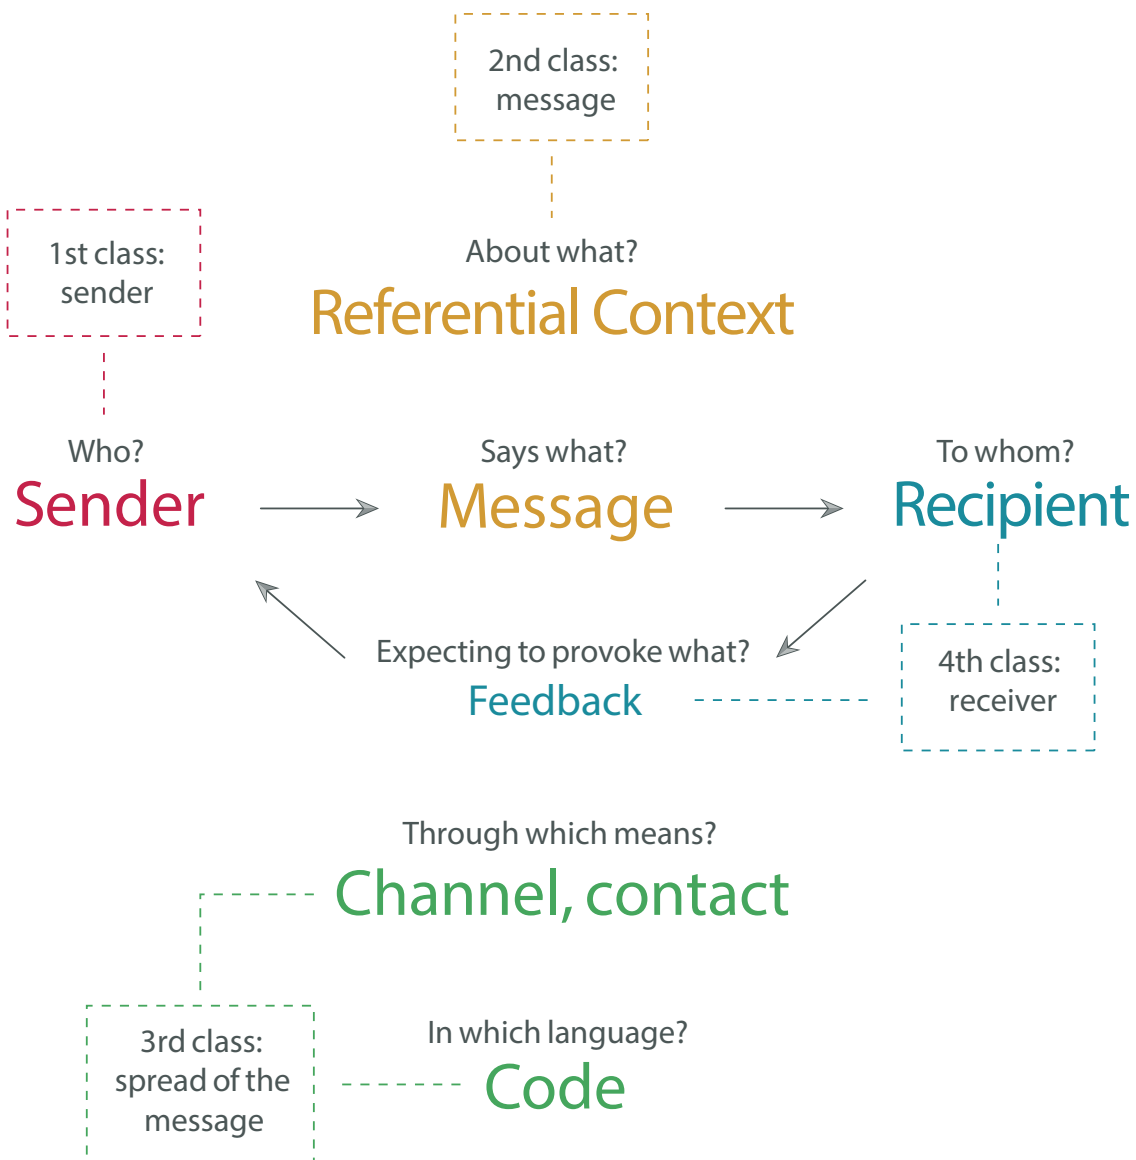 2nd class:
message
1st class:
sender
About what?
Referential Context
Who?
Sender
Says what?
Message
To whom?
Recipient
Expecting to provoke what?
Feedback
4th class:
receiver
Through which means?
Channel, contact
3rd class:
spread of the
message
In which language?
Code